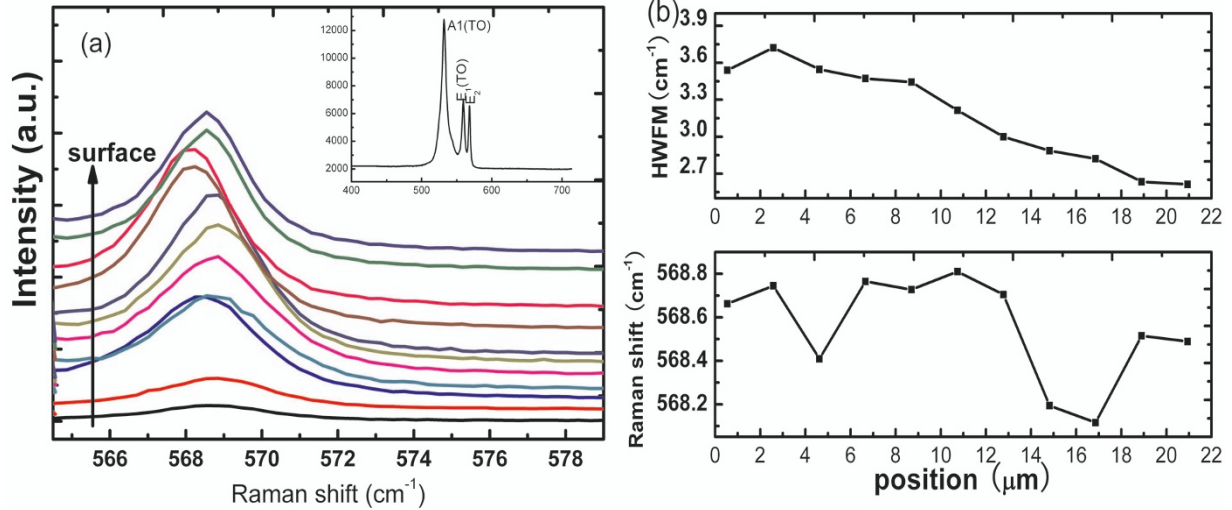 (a)
Intensity (a.u.)
surface
566 568 570 572 574 576 578
Raman shift (cm-1)
12000
10000
8000
6000
4000
2000
400 500 600 700
A1(TO)
E1(TO)
E2
(b)
HWFM (cm-1)
3.9
3.6
3.3
3.0
2.7
0 2 4 6 8 10 12 14 16 18 20 22
Raman shift (cm-1)
568.8
568.6
568.4
568.2
0 2 4 6 8 10 12 14 16 18 20 22
position (μm)